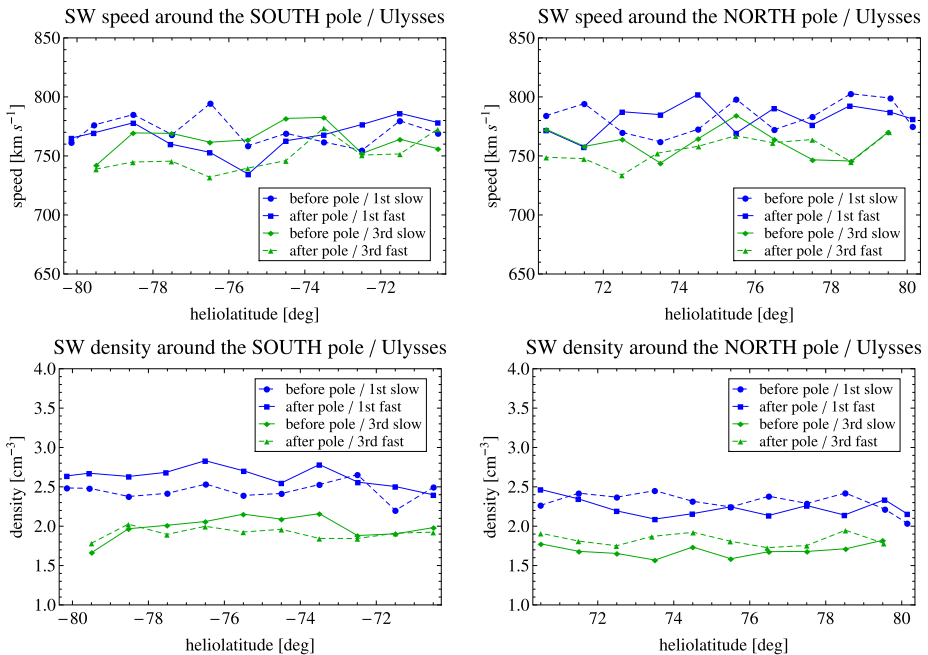 SW speed around the SOUTH pole / Ulysses
850
800
750
700
650
speed [km s⁻¹]
before pole / 1st slow
after pole / 1st fast
before pole / 3rd slow
after pole / 3rd fast
−80 −78 −76 −74 −72
heliolatitude [deg]
SW speed around the NORTH pole / Ulysses
850
800
750
700
650
speed [km s⁻¹]
before pole / 1st slow
after pole / 1st fast
before pole / 3rd slow
after pole / 3rd fast
72 74 76 78 80
heliolatitude [deg]
SW density around the SOUTH pole / Ulysses
4.0
3.5
3.0
2.5
2.0
1.5
1.0
density [cm⁻³]
before pole / 1st slow
after pole / 1st fast
before pole / 3rd slow
after pole / 3rd fast
−80 −78 −76 −74 −72
heliolatitude [deg]
SW density around the NORTH pole / Ulysses
4.0
3.5
3.0
2.5
2.0
1.5
1.0
density [cm⁻³]
before pole / 1st slow
after pole / 1st fast
before pole / 3rd slow
after pole / 3rd fast
72 74 76 78 80
heliolatitude [deg]